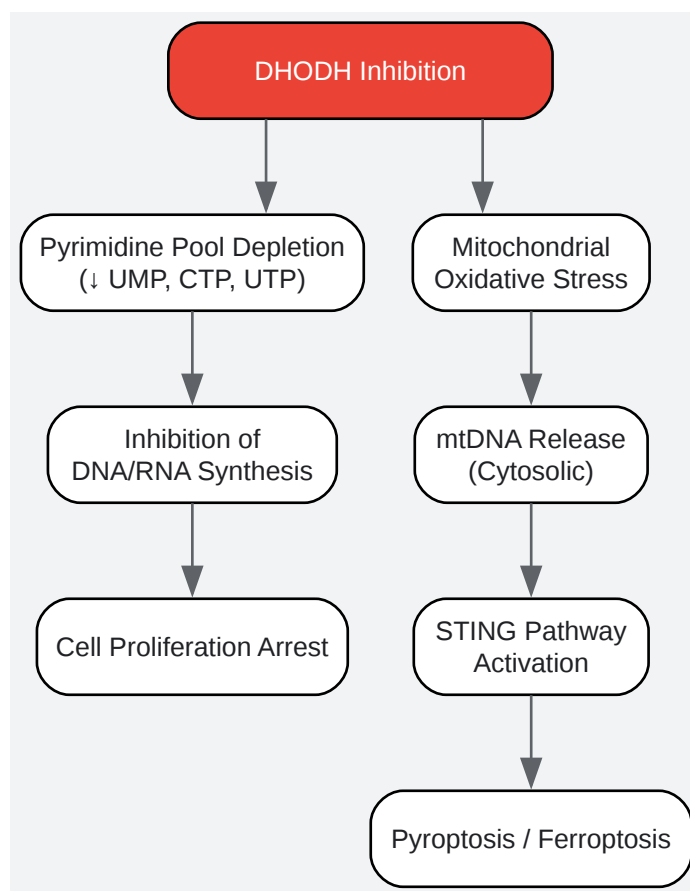 DHODH Inhibition
Pyrimidine Pool Depletion
(↓ UMP, CTP, UTP)
Mitochondrial
Oxidative Stress
Inhibition of
DNA/RNA Synthesis
mtDNA Release
(Cytosolic)
Cell Proliferation Arrest
STING Pathway
Activation
Pyroptosis / Ferroptosis